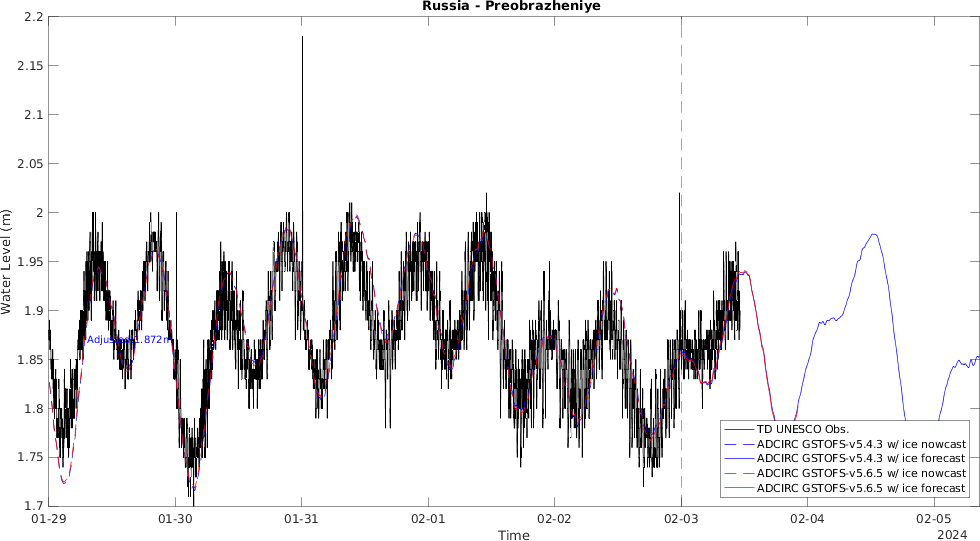 Russia - Preobrazheniye
2.2
2.15
2.1
2.05
2
1.95
1.9
1.85
1.8
1.75
1.7
Water Level (m)
01-29
01-30
01-31
02-01
02-02
02-03
02-04
02-05
Time
2024
TD UNESCO Obs.
ADCIRC GSTOFS-v5.4.3 w/ ice nowcast
ADCIRC GSTOFS-v5.4.3 w/ ice forecast
ADCIRC GSTOFS-v5.6.5 w/ ice nowcast
ADCIRC GSTOFS-v5.6.5 w/ ice forecast